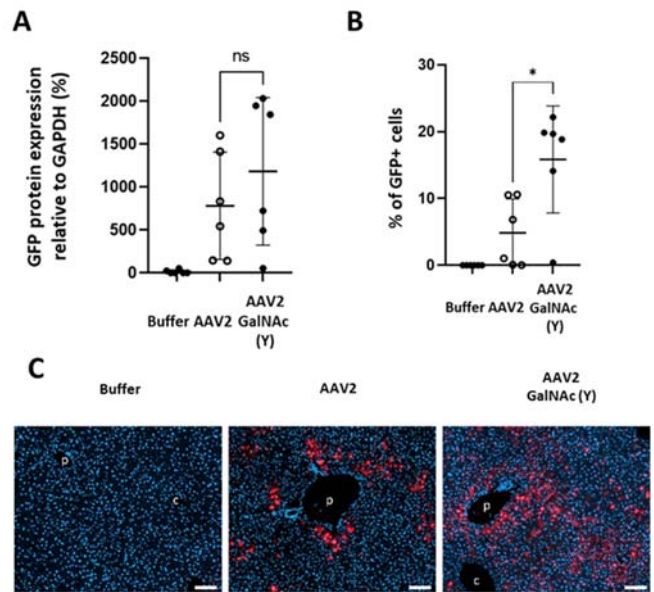 A
GFP protein expression
relative to GAPDH (%)
2500
2000
1500
1000
500
0
ns
Buffer AAV2 AAV2
GalNAc
(Y)
B
% of GFP+ cells
30
20
10
0
*
Buffer AAV2 AAV2
GalNAc
(Y)
C
Buffer
AAV2
AAV2
GalNAc (Y)
p
c
p
p
c